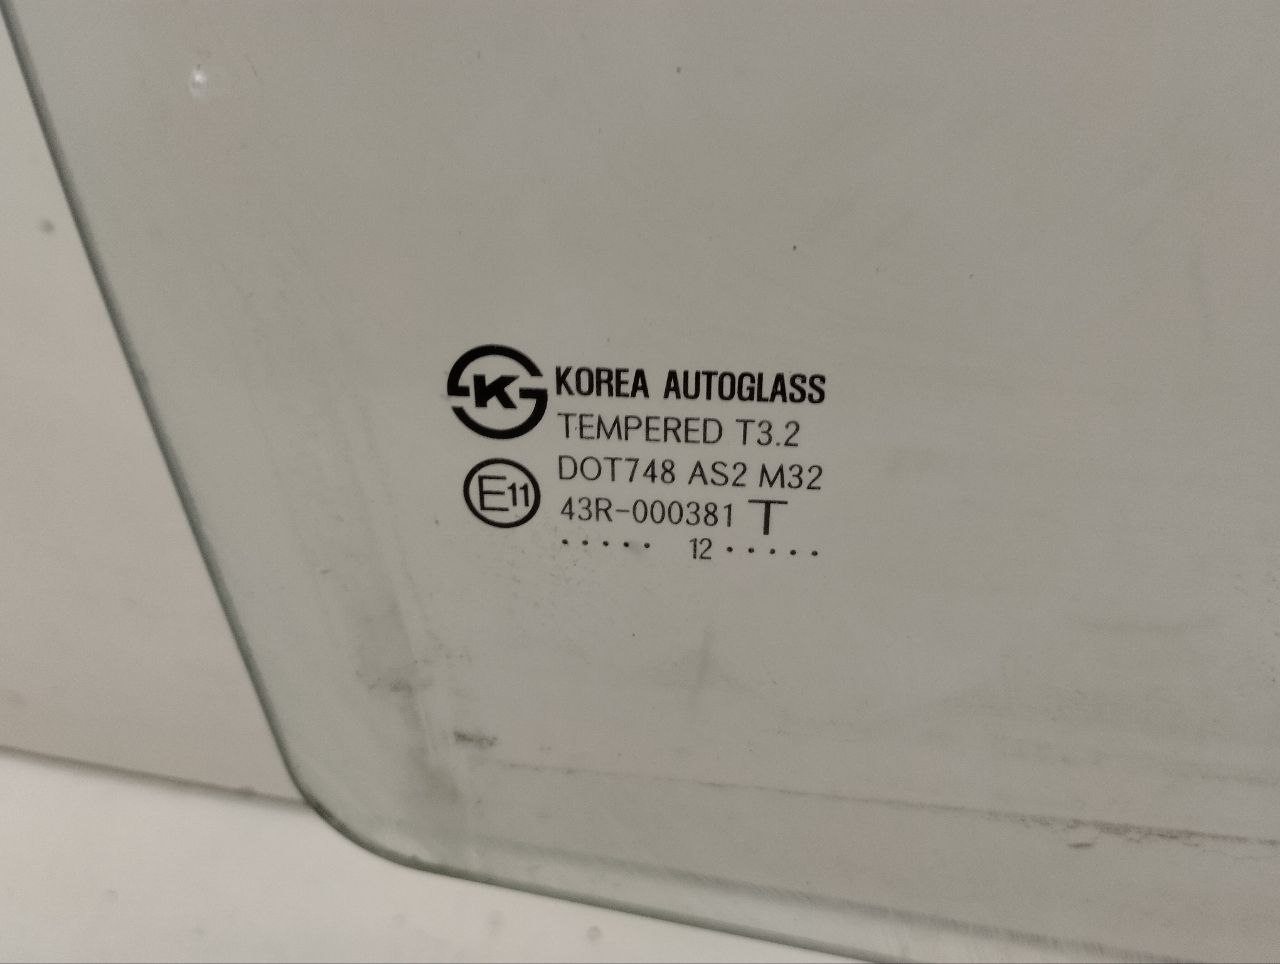 K KOREA AUTOGLASS
TEMPERED T3.2
DOT748 AS2 M32
E11 43R-000381 T
••••• 12 •••••